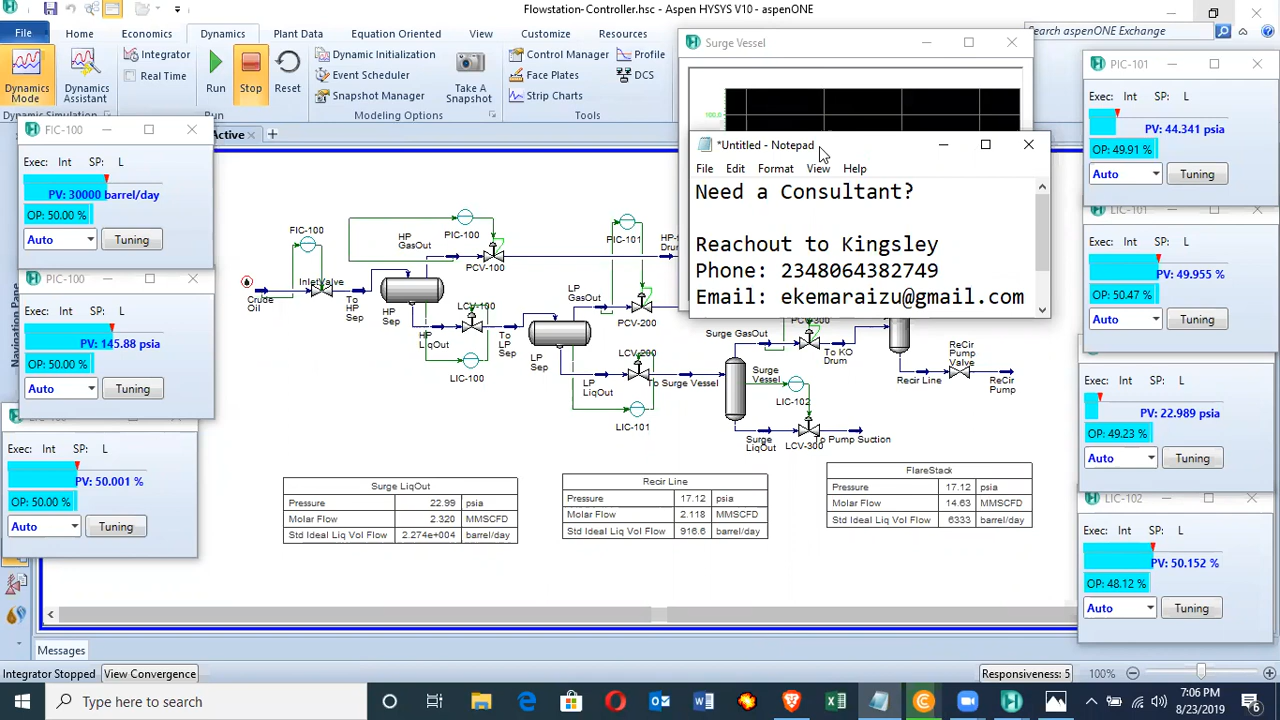 Flowstation-Controller.hsc - Aspen HYSYS V10 - aspenONE
File Home Economics Dynamics Plant Data Equation Oriented View Customize Resources
Search aspenONE Exchange
Dynamics Mode
Dynamics Assistant
Integrator
Real Time
Run Stop Reset
Dynamic Initialization
Event Scheduler
Snapshot Manager
Modeling Options
Take A Snapshot
Control Manager Profile
Face Plates DCS
Strip Charts
Tools
Active
Surge Vessel
100.0
*Untitled - Notepad
File Edit Format View Help
Need a Consultant?
Reachout to Kingsley
Phone: 2348064382749
Email: ekemaraizu@gmail.com
FIC-100
Exec: Int SP: L
PV: 30000 barrel/day
OP: 50.00 %
Auto Tuning
PIC-100
Exec: Int SP: L
PV: 145.88 psia
OP: 50.00 %
Auto Tuning
Exec: Int SP: L
PV: 50.001 %
OP: 50.00 %
Auto Tuning
PIC-101
Exec: Int SP: L
PV: 44.341 psia
OP: 49.91 %
Auto Tuning
LIC-101
Exec: Int SP: L
PV: 49.955 %
OP: 50.47 %
Auto Tuning
Exec: Int SP: L
PV: 22.989 psia
OP: 49.23 %
Auto Tuning
LIC-102
Exec: Int SP: L
PV: 50.152 %
OP: 48.12 %
Auto Tuning
Crude Oil
FIC-100
InletValve
To HP Sep
HP Sep
HP GasOut
PIC-100
PCV-100
HP LiqOut
LCV-100
LIC-100
To LP Sep
LP Sep
LP GasOut
PIC-101
PCV-200
LP LiqOut
LCV-200
LIC-101
To Surge Vessel
Surge GasOut
Surge Vessel
LIC-102
Surge LiqOut
LCV-300
To Pump Suction
PCV-300
To KO Drum
Recir Line
ReCir Pump Valve
ReCir Pump
Surge LiqOut
Pressure 22.99 psia
Molar Flow 2.320 MMSCFD
Std Ideal Liq Vol Flow 2.274e+004 barrel/day
Recir Line
Pressure 17.12 psia
Molar Flow 2.118 MMSCFD
Std Ideal Liq Vol Flow 916.6 barrel/day
FlareStack
Pressure 17.12 psia
Molar Flow 14.63 MMSCFD
Std Ideal Liq Vol Flow 6333 barrel/day
Messages
Integrator Stopped View Convergence Responsiveness: 5 100%
Type here to search
7:06 PM
8/23/2019
6